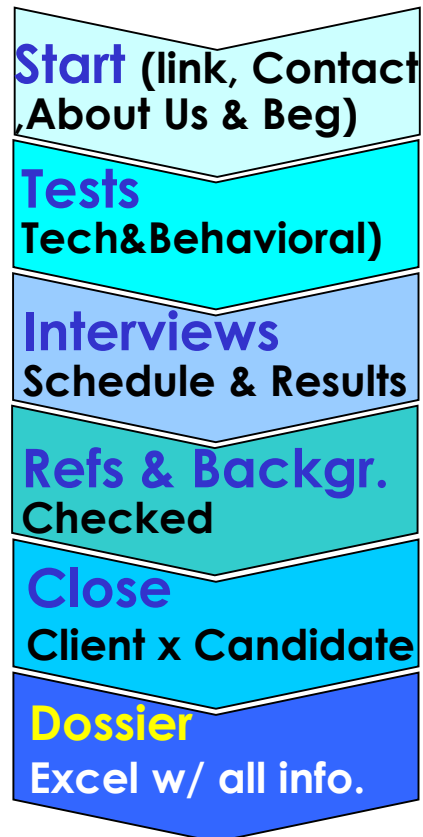 Start (link, Contact
,About Us & Beg)
Tests
Tech&Behavioral)
Interviews
Schedule & Results
Refs & Backgr.
Checked
Close
Client x Candidate
Dossier
Excel w/ all info.